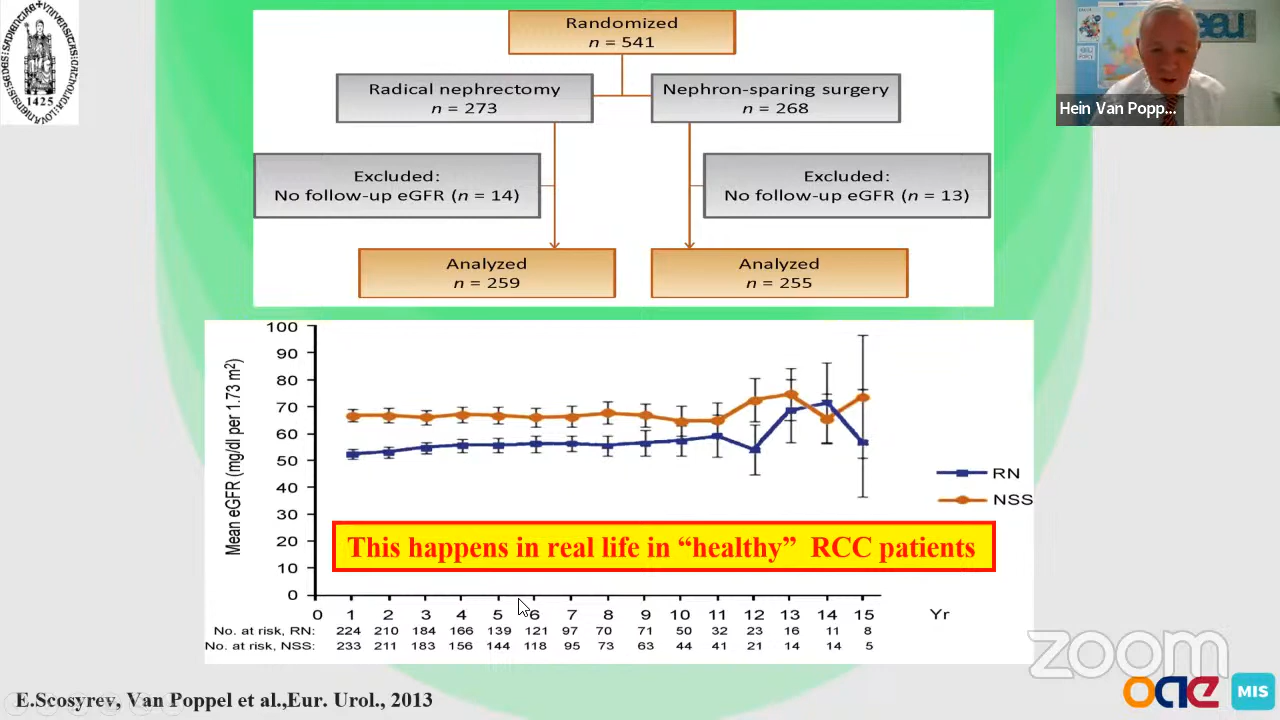 1425
Randomized
n = 541
Radical nephrectomy
n = 273
Nephron-sparing surgery
n = 268
Excluded:
No follow-up eGFR (n = 14)
Excluded:
No follow-up eGFR (n = 13)
Analyzed
n = 259
Analyzed
n = 255
eau
Hein Van Popp...
Mean eGFR (mg/dl per 1.73 m²)
100
90
80
70
60
50
40
30
20
10
0
RN
NSS
This happens in real life in “healthy” RCC patients
0 1 2 3 4 5 6 7 8 9 10 11 12 13 14 15 Yr
No. at risk, RN: 224 210 184 166 139 121 97 70 71 50 32 23 16 11 8
No. at risk, NSS: 233 211 183 156 144 118 95 73 63 44 41 21 14 14 5
zoom
E.Scosyrev, Van Poppel et al.,Eur. Urol., 2013
oae
MIS